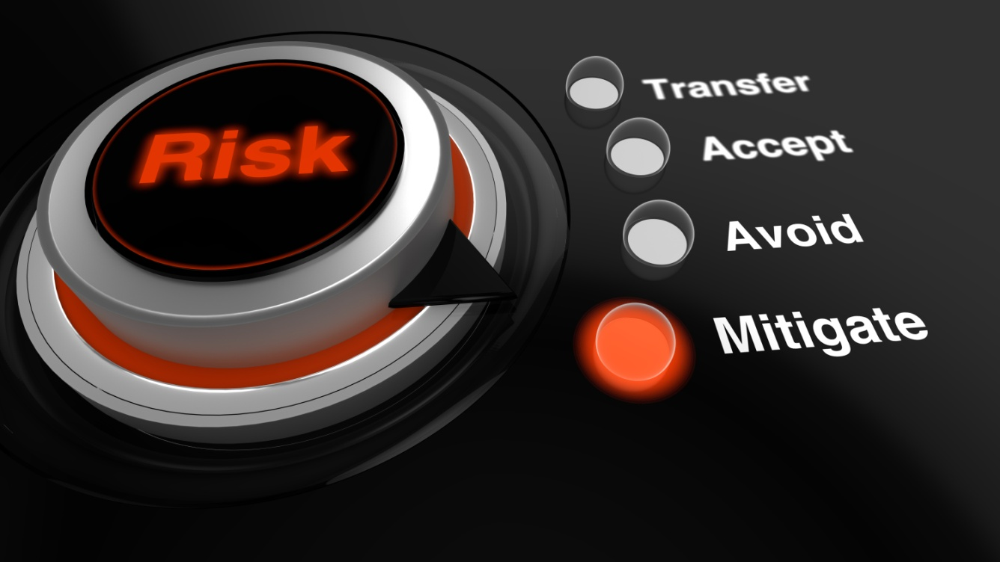 Risk
Transfer
Accept
Avoid
Mitigate